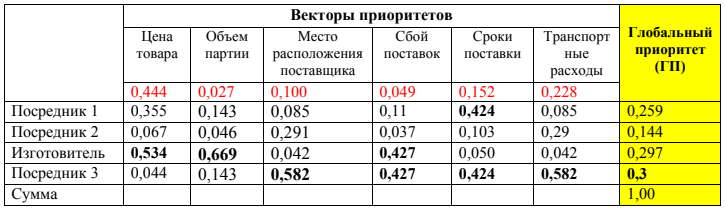 Векторы приоритетов
Цена товара | Объем партии | Место расположения поставщика | Сбой поставок | Сроки поставки | Транспорт ные расходы | Глобальный приоритет (ГП)
0,444 | 0,027 | 0,100 | 0,049 | 0,152 | 0,228
Посредник 1 | 0,355 | 0,143 | 0,085 | 0,11 | 0,424 | 0,085 | 0,259
Посредник 2 | 0,067 | 0,046 | 0,291 | 0,037 | 0,103 | 0,29 | 0,144
Изготовитель | 0,534 | 0,669 | 0,042 | 0,427 | 0,050 | 0,042 | 0,297
Посредник 3 | 0,044 | 0,143 | 0,582 | 0,427 | 0,424 | 0,582 | 0,3
Сумма | 1,00